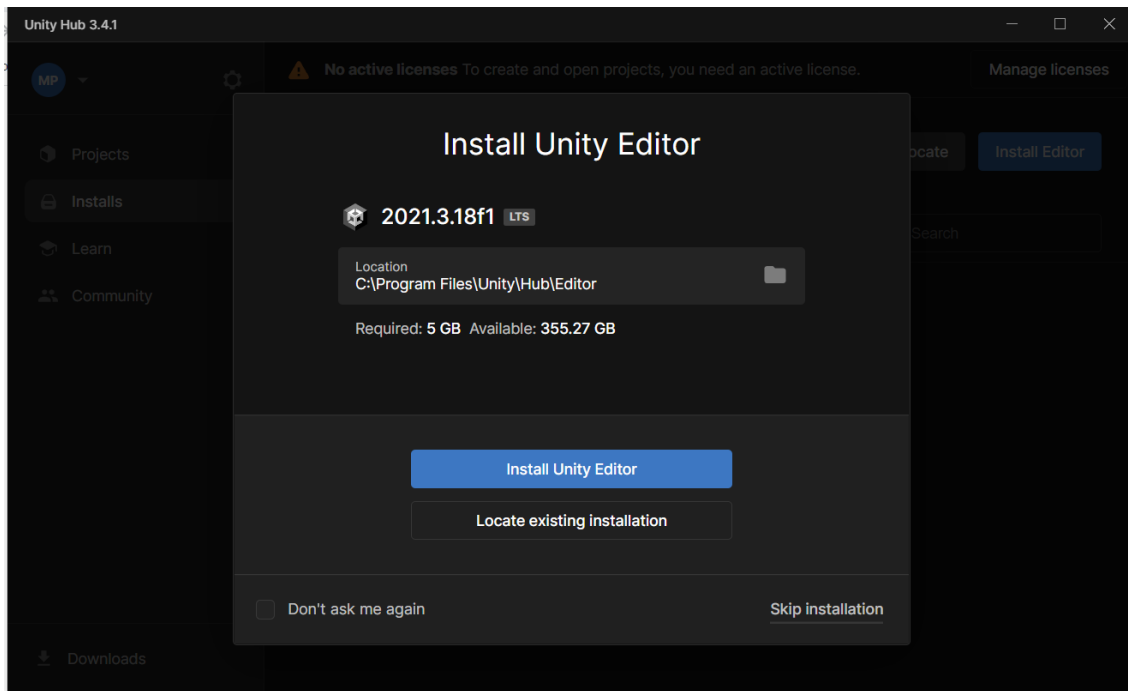 Unity Hub 3.4.1
MP
No active licenses To create and open projects, you need an active license.
Manage licenses
Projects
Installs
Learn
Community
Downloads
ocate
Install Editor
Search
Install Unity Editor
2021.3.18f1 LTS
Location
C:\Program Files\Unity\Hub\Editor
Required: 5 GB Available: 355.27 GB
Install Unity Editor
Locate existing installation
Don't ask me again
Skip installation